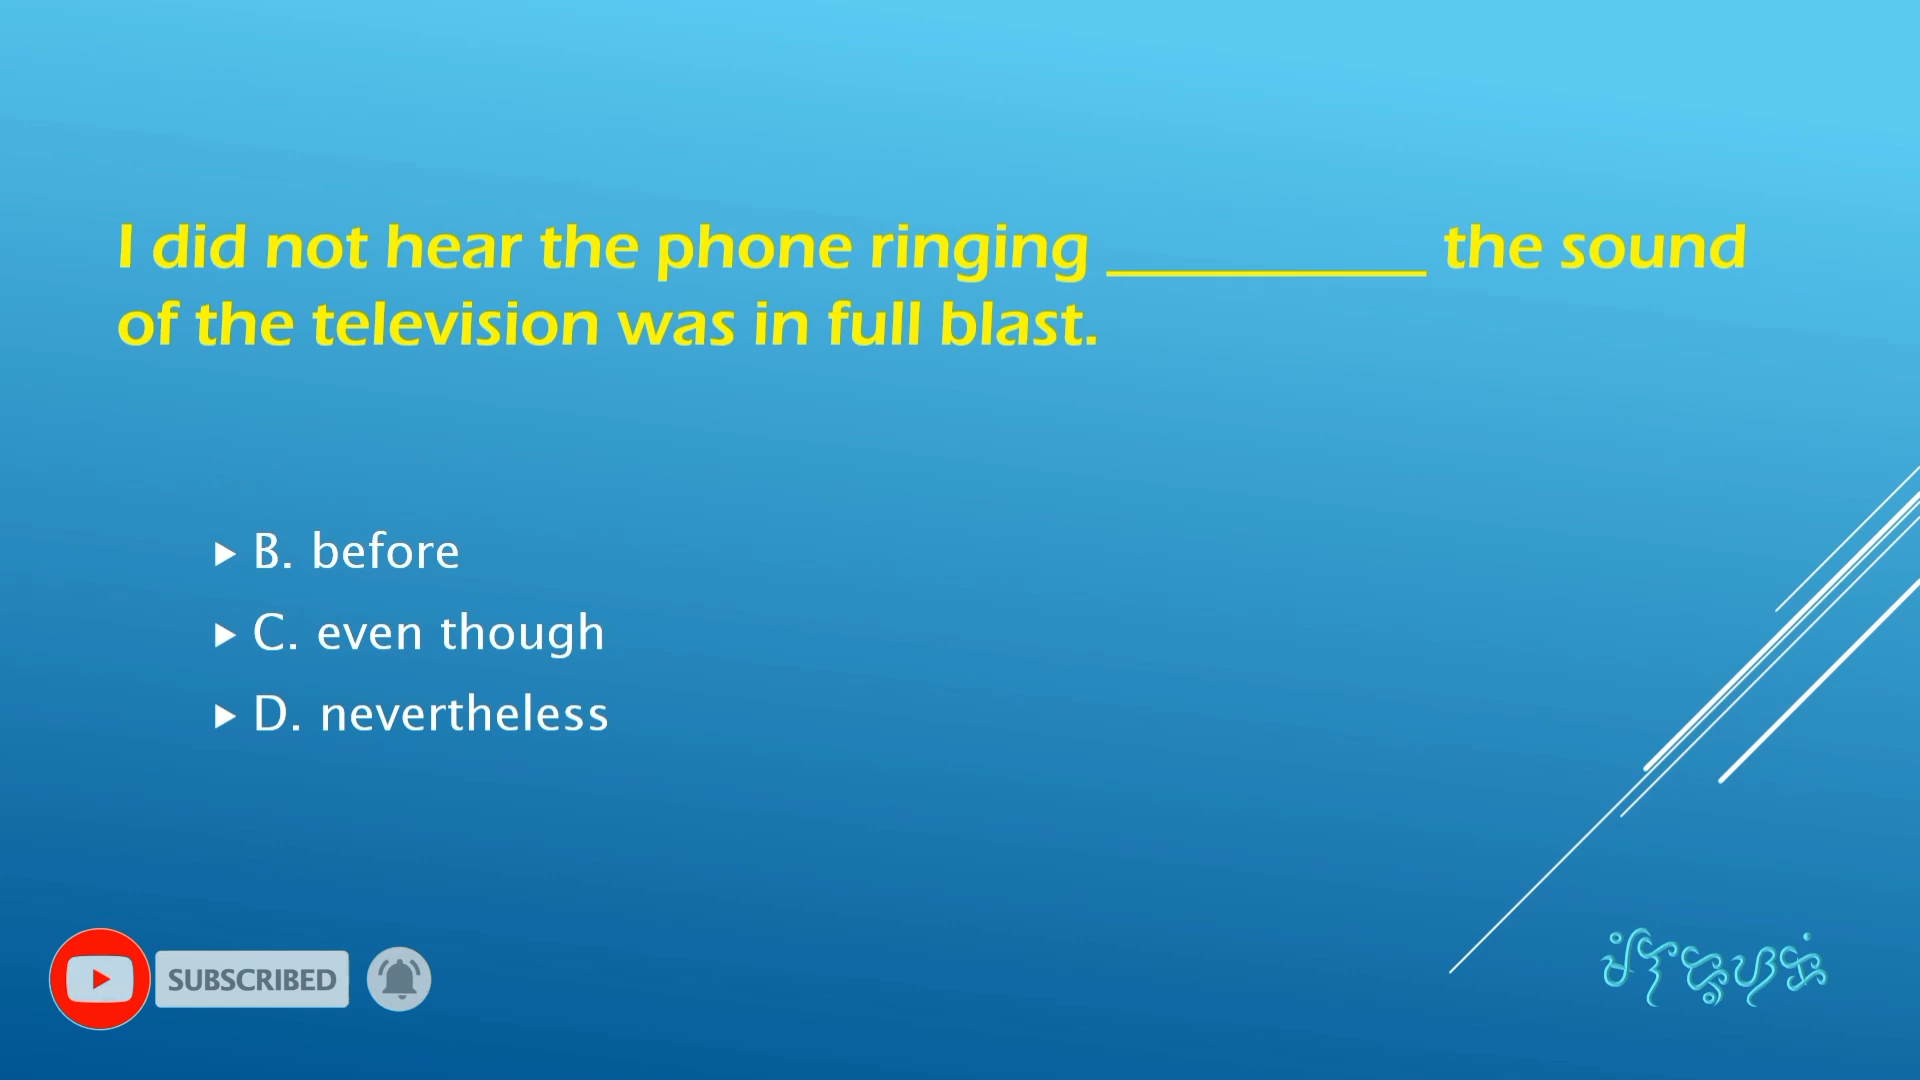 I did not hear the phone ringing __________ the sound
of the television was in full blast.
B. before
C. even though
D. nevertheless
SUBSCRIBED